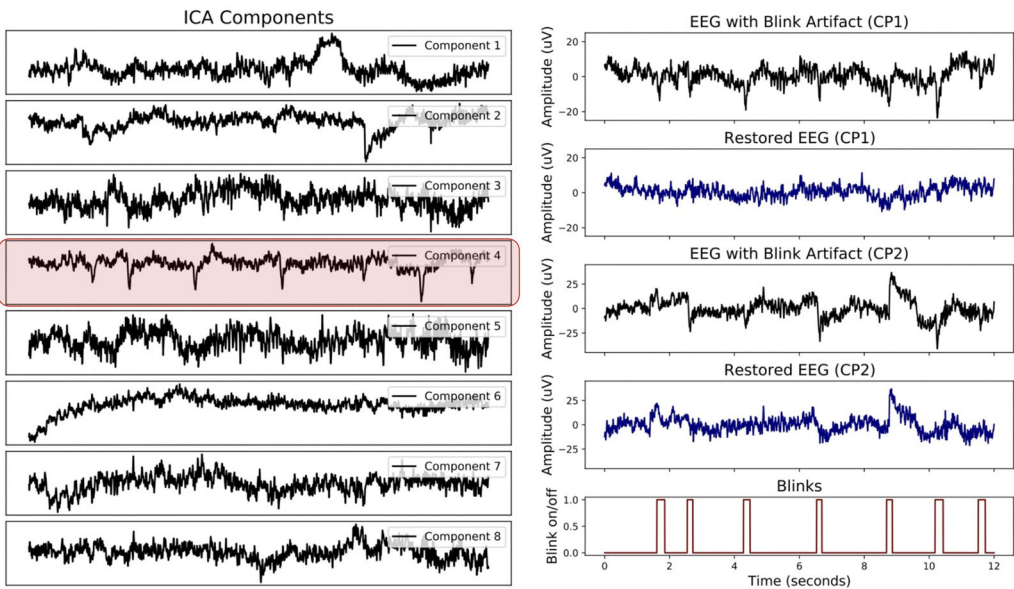 ICA Components
Component 1
Component 2
Component 3
Component 4
Component 5
Component 6
Component 7
Component 8
EEG with Blink Artifact (CP1)
Amplitude (uV)
20
0
−20
Restored EEG (CP1)
Amplitude (uV)
20
0
−20
EEG with Blink Artifact (CP2)
Amplitude (uV)
25
0
−25
Restored EEG (CP2)
Amplitude (uV)
25
0
−25
Blinks
Blink on/off
1.0
0.5
0.0
0 2 4 6 8 10 12
Time (seconds)